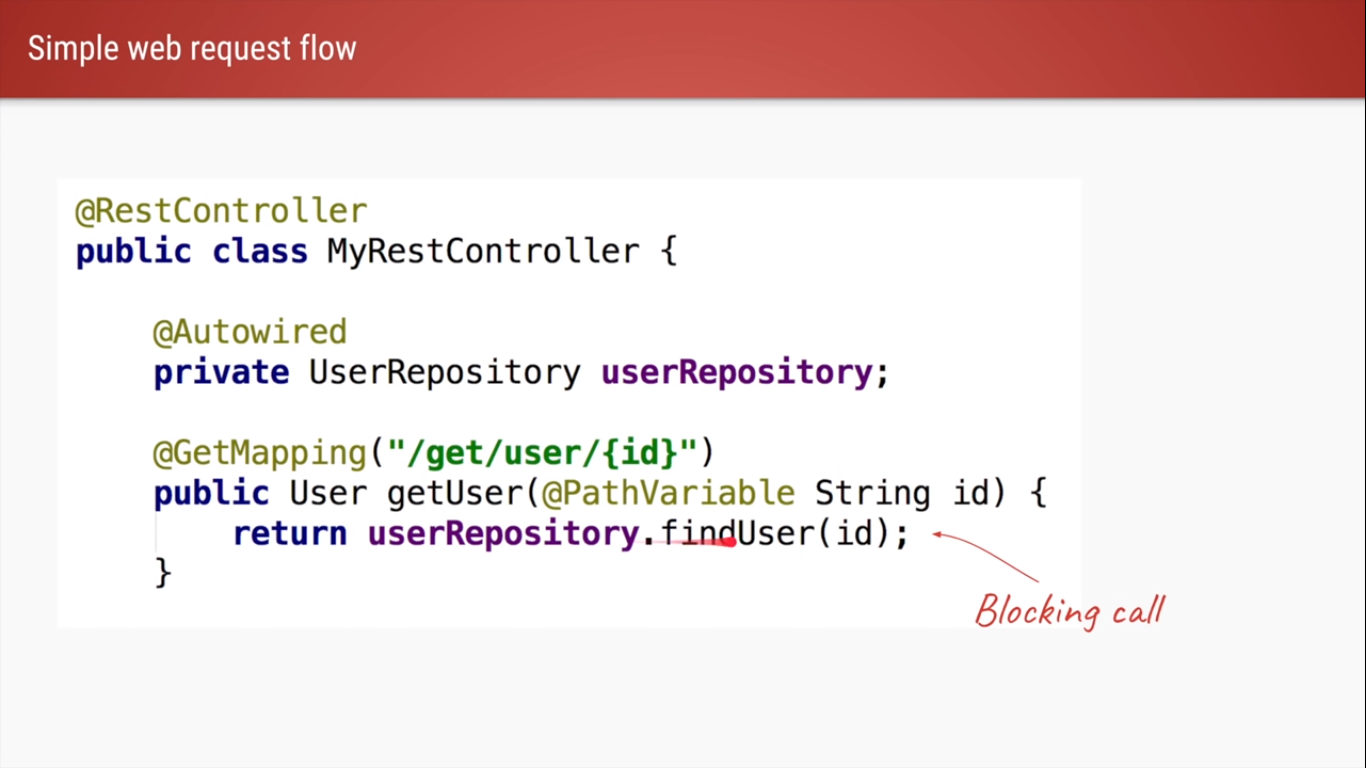 Simple web request flow
@RestController
public class MyRestController {
@Autowired
private UserRepository userRepository;
@GetMapping("/get/user/{id}")
public User getUser(@PathVariable String id) {
return userRepository.findUser(id);
}
Blocking call